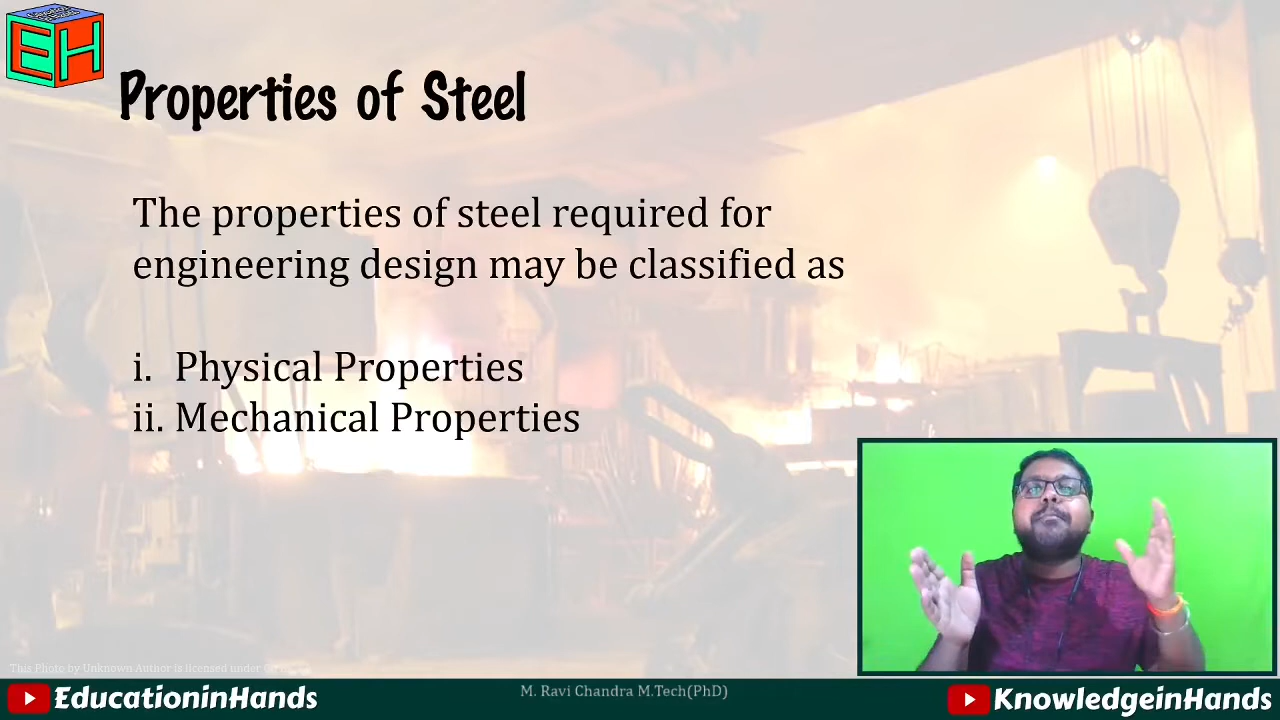 EH
Properties of Steel
The properties of steel required for
engineering design may be classified as
i. Physical Properties
ii. Mechanical Properties
This Photo by Unknown Author is licensed under
EducationinHands
M. Ravi Chandra M.Tech(PhD)
KnowledgeinHands